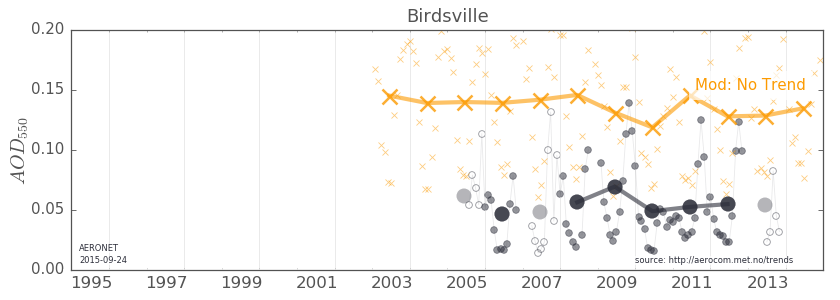 Birdsville
0.20
0.15
0.10
0.05
0.00
AOD550
Mod: No Trend
AERONET
2015-09-24
source: http://aerocom.met.no/trends
1995 1997 1999 2001 2002 2003 2005 2007 2009 2011 2013